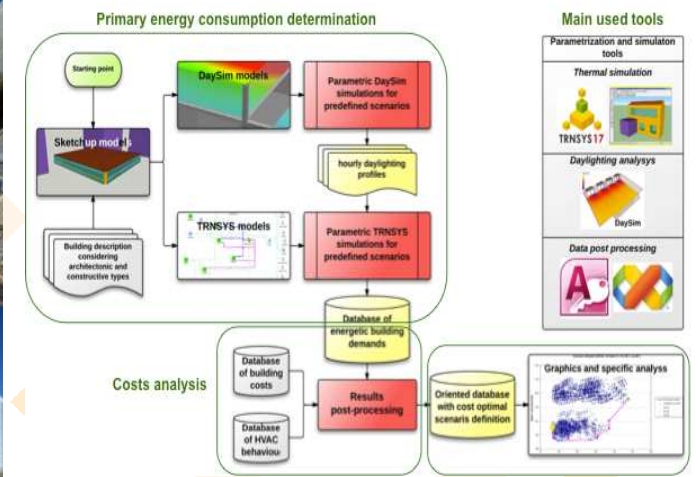 Primary energy consumption determination
Main used tools
Starting point
Sketchup models
Building description
considering
architectonic and
constructive types
DaySim models
Parametric DaySim
simulations for
predefined scenarios
hourly daylighting
profiles
TRNSYS models
Parametric TRNSYS
simulations for
predefined scenarios
Database of
energetic building
demands
Costs analysis
Database
of building
costs
Database
of HVAC
behaviou
Results
post-processing
Oriented database
with cost optimal
scenaris definition
Graphics and specific analyss
Parametrization and simulaton
tools
Thermal simulation
TRNSYS17
Daylighting analysys
DaySim
Data post processing
A